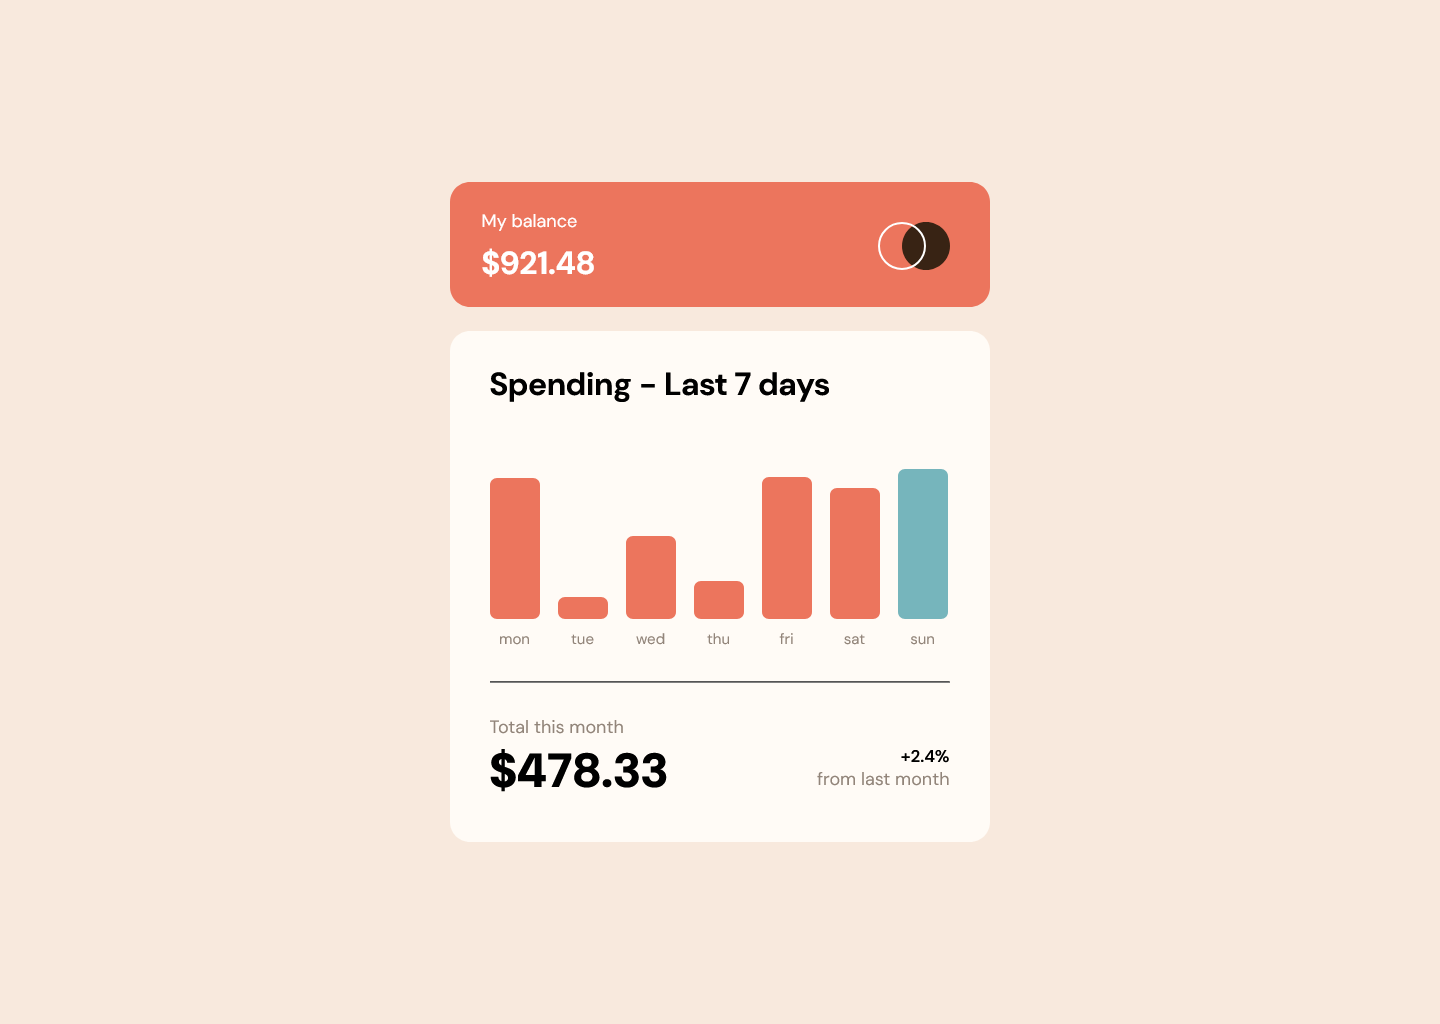 My balance
$921.48
Spending - Last 7 days
mon tue wed thu fri sat sun
Total this month
$478.33
+2.4%
from last month